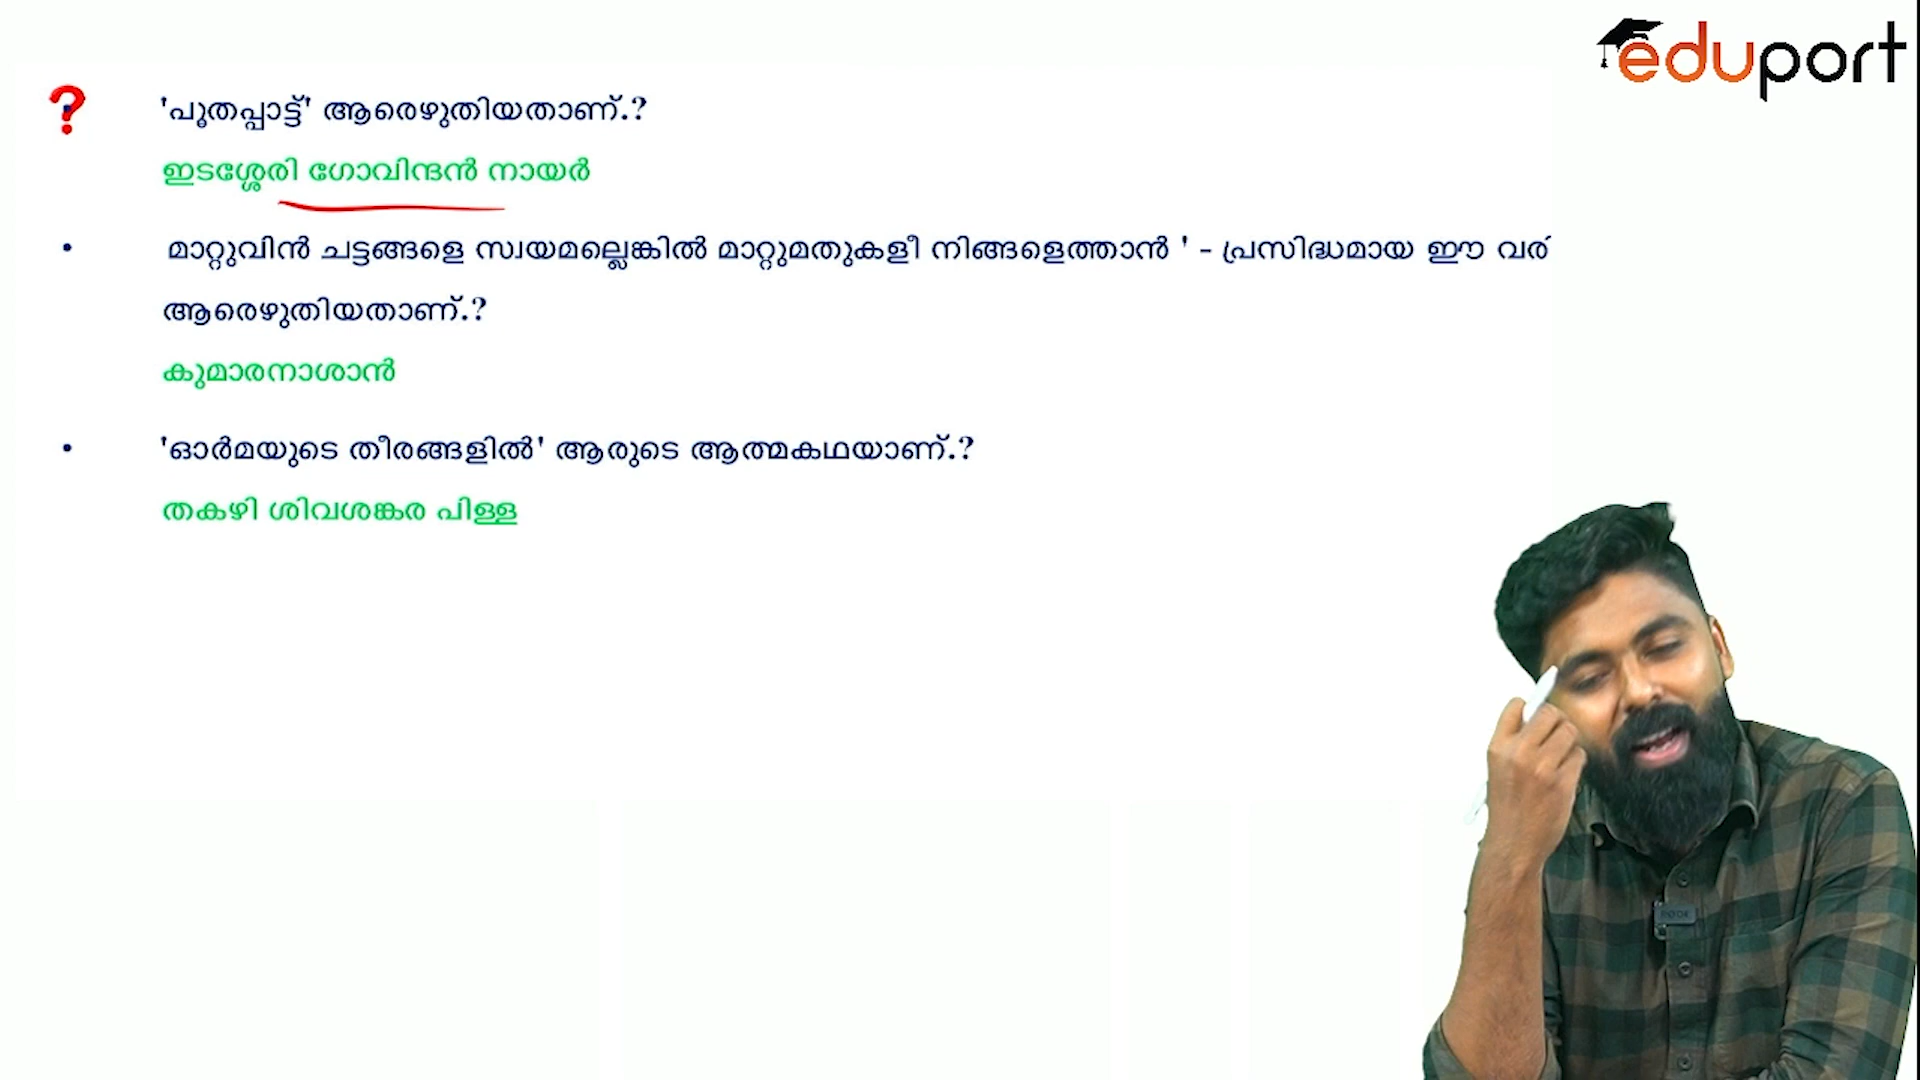 eduport
? 'പൂതപ്പാട്ട്' ആരെഴുതിയതാണ്.?
ഇടശ്ശേരി ഗോവിന്ദൻ നായർ
• മാറ്റുവിൻ ചട്ടങ്ങളെ സ്വയമല്ലെങ്കിൽ മാറ്റുമതുകളീ നിങ്ങളെത്താൻ ' - പ്രസിദ്ധമായ ഈ
ആരെഴുതിയതാണ്.?
കുമാരനാശാൻ
• 'ഓർമയുടെ തീരങ്ങളിൽ' ആരുടെ ആത്മകഥയാണ്.?
തകഴി ശിവശങ്കര പിള്ള